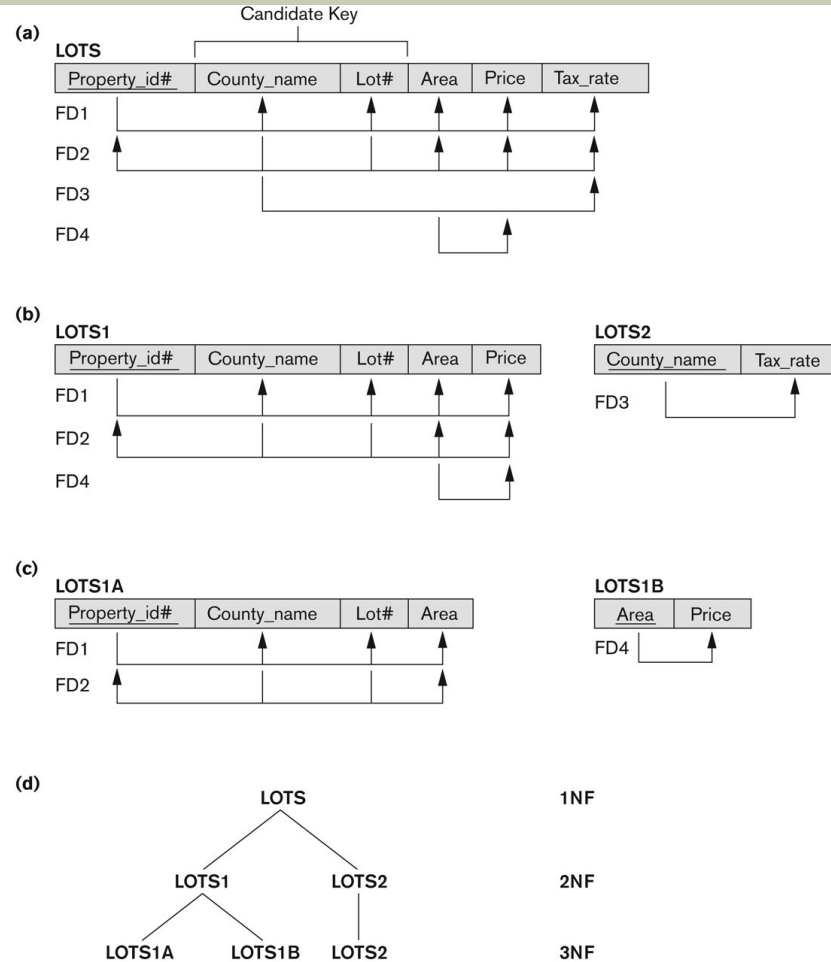 Candidate Key
(a)
LOTS
Property_id# County_name Lot# Area Price Tax_rate
FD1
FD2
FD3
FD4
(b)
LOTS1 LOTS2
Property_id# County_name Lot# Area Price County_name Tax_rate
FD1 FD3
FD2
FD4
(c)
LOTS1A LOTS1B
Property_id# County_name Lot# Area Area Price
FD1 FD4
FD2
(d)
LOTS 1NF
LOTS1 LOTS2 2NF
LOTS1A LOTS1B LOTS2 3NF